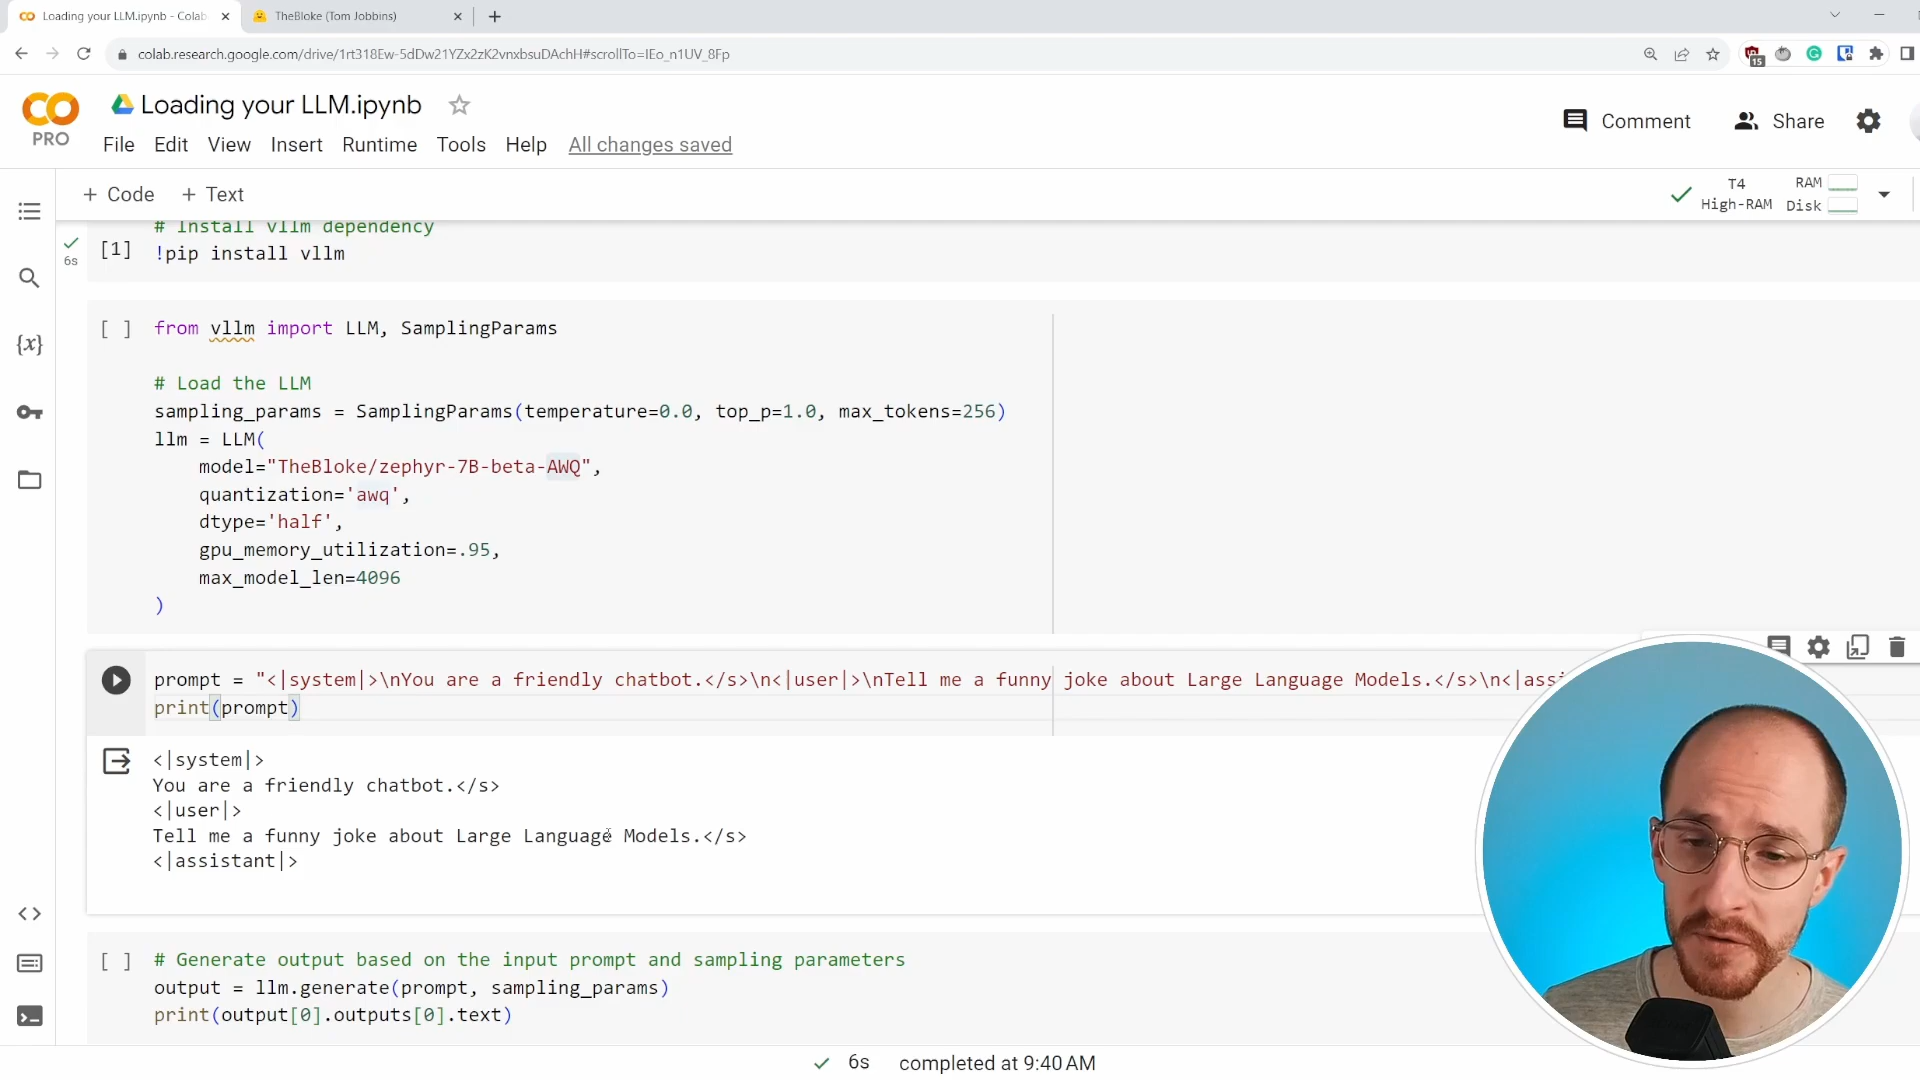 Loading your LLM.ipynb - Colab
TheBloke (Tom Jobbins)
colab.research.google.com/drive/1rt318Ew-5dDw21YZx2zK2vnxbsuDAchH#scrollTo=IEo_n1UV_8Fp
15
PRO
Loading your LLM.ipynb
File Edit View Insert Runtime Tools Help All changes saved
Comment
Share
+ Code + Text
T4
High-RAM
RAM
Disk
# Install vllm dependency
[1] !pip install vllm
6s
[ ] from vllm import LLM, SamplingParams
# Load the LLM
sampling_params = SamplingParams(temperature=0.0, top_p=1.0, max_tokens=256)
llm = LLM(
model="TheBloke/zephyr-7B-beta-AWQ",
quantization='awq',
dtype='half',
gpu_memory_utilization=.95,
max_model_len=4096
)
{x}
prompt = "<|system|>\nYou are a friendly chatbot.</s>\n<|user|>\nTell me a funny joke about Large Language Models.</s>\n<|assi
print(prompt)
<|system|>
You are a friendly chatbot.</s>
<|user|>
Tell me a funny joke about Large Language Models.</s>
<|assistant|>
[ ] # Generate output based on the input prompt and sampling parameters
output = llm.generate(prompt, sampling_params)
print(output[0].outputs[0].text)
6s completed at 9:40 AM